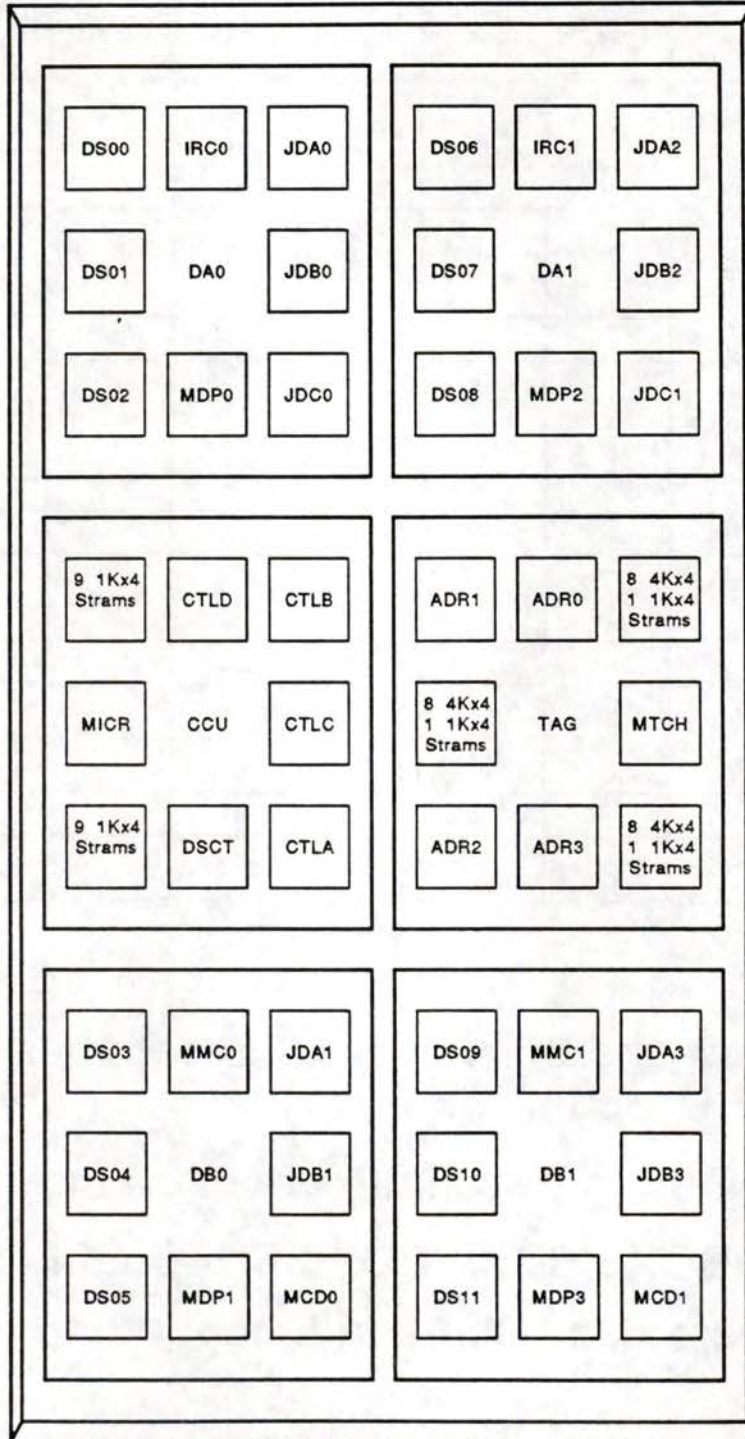 DS00 IRC0 JDA0
DS01 DA0 JDB0
DS02 MDP0 JDC0
DS06 IRC1 JDA2
DS07 DA1 JDB2
DS08 MDP2 JDC1
9 1Kx4
Strams
CTLD CTLB
MICR CCU CTLC
9 1Kx4
Strams
DSCT CTLA
ADR1 ADR0
8 4Kx4
1 1Kx4
Strams
8 4Kx4
1 1Kx4
Strams
TAG MTCH
ADR2 ADR3
8 4Kx4
1 1Kx4
Strams
DS03 MMC0 JDA1
DS04 DB0 JDB1
DS05 MDP1 MCD0
DS09 MMC1 JDA3
DS10 DB1 JDB3
DS11 MDP3 MCD1